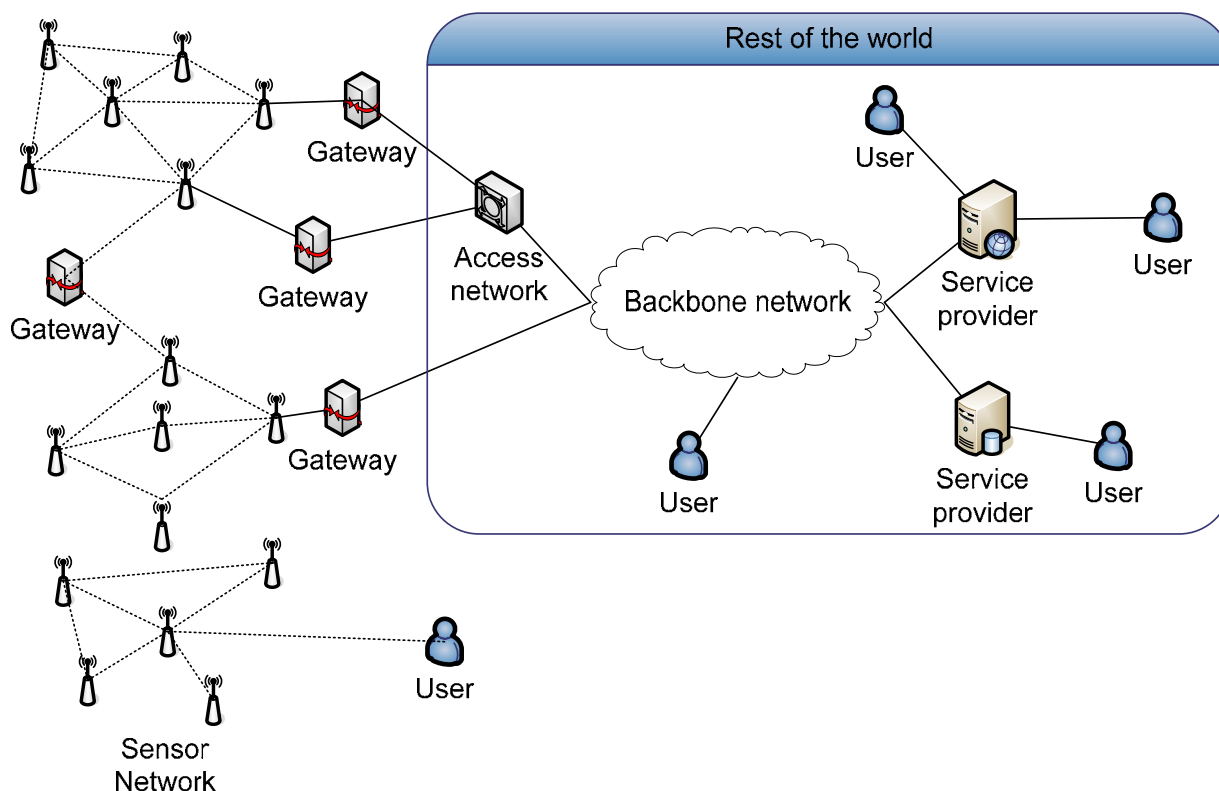 Rest of the world
Gateway
User
Access
network
Gateway
User
Gateway
Backbone network
Service
provider
Gateway
User
Service
provider
User
User
Sensor
Network